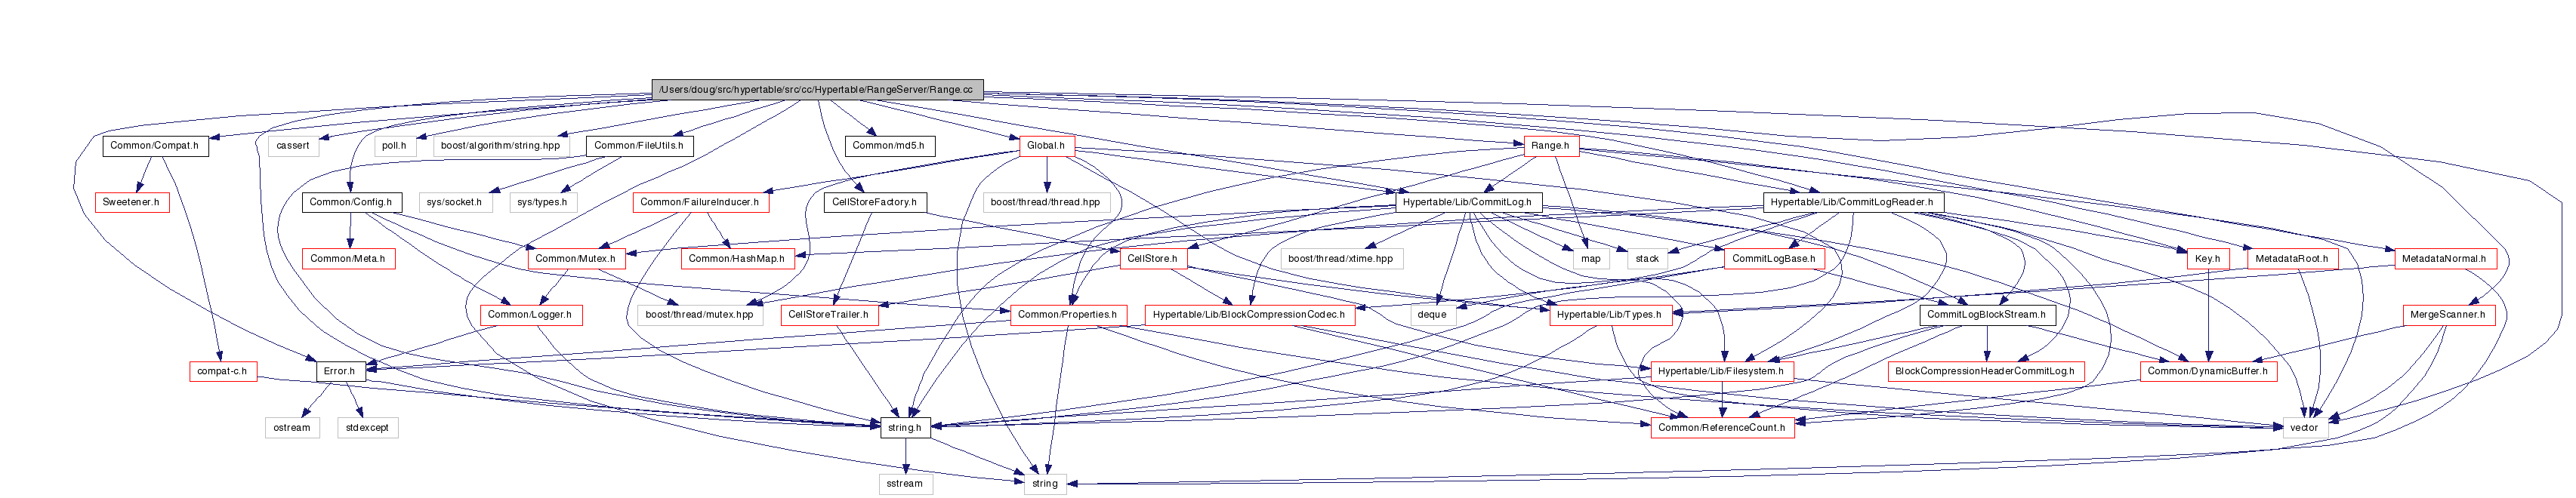 /Users/doug/src/hypertable/src/cc/Hypertable/RangeServer/Range.cc
Common/Compat.h
cassert
poll.h
boost/algorithm/string.hpp
Common/FileUtils.h
Common/md5.h
Global.h
Range.h
Sweetener.h
Common/Config.h
sys/socket.h
sys/types.h
Common/FailureInducer.h
CellStoreFactory.h
boost/thread/thread.hpp
Hypertable/Lib/CommitLog.h
Hypertable/Lib/CommitLogReader.h
Common/Meta.h
Common/Mutex.h
Common/HashMap.h
CellStore.h
boost/thread/xtime.hpp
map
stack
CommitLogBase.h
Key.h
MetadataRoot.h
MetadataNormal.h
Common/Logger.h
boost/thread/mutex.hpp
CellStoreTrailer.h
Common/Properties.h
Hypertable/Lib/BlockCompressionCodec.h
deque
Hypertable/Lib/Types.h
CommitLogBlockStream.h
MergeScanner.h
compat-c.h
Error.h
Hypertable/Lib/Filesystem.h
BlockCompressionHeaderCommitLog.h
Common/DynamicBuffer.h
ostream
stdexcept
string.h
Common/ReferenceCount.h
vector
sstream
string